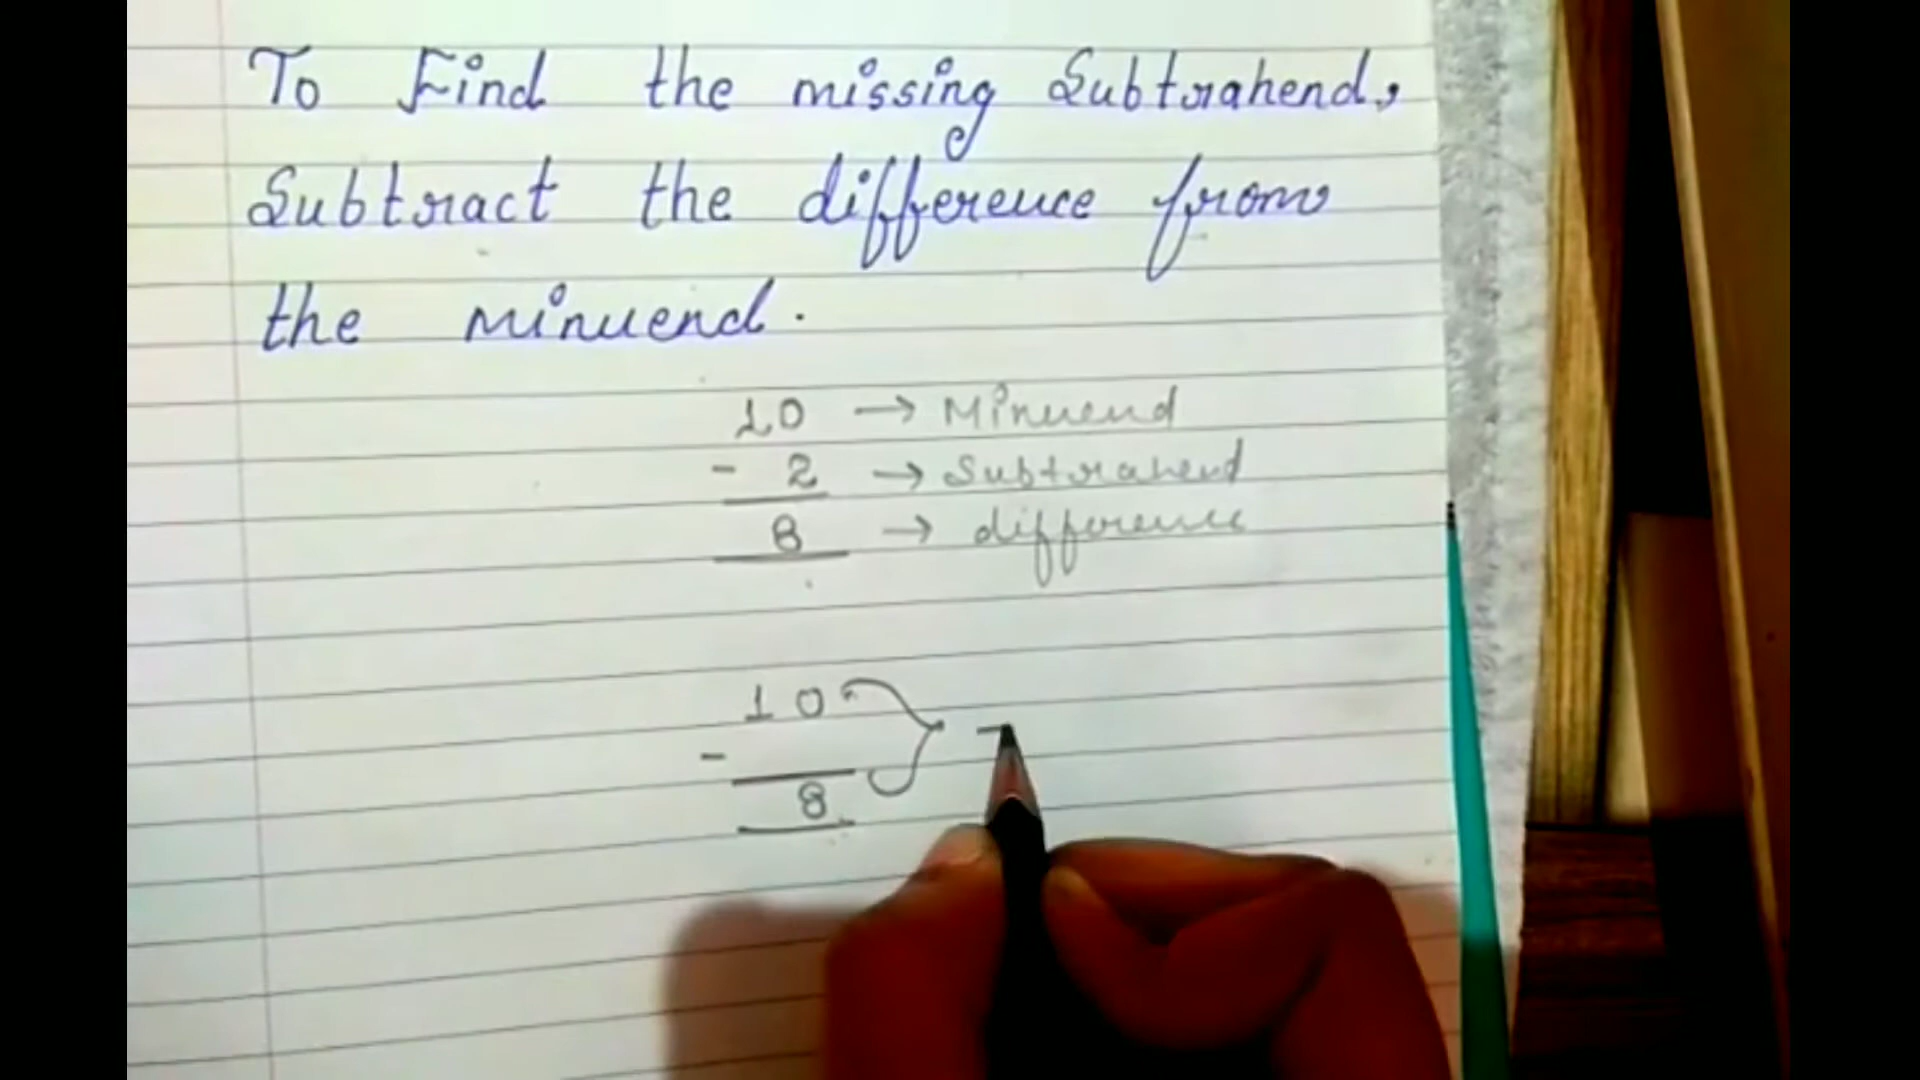 To Find the missing Subtrahend,
Subtract the difference from
the minuend.
10 → Minuend
- 2 → Subtrahend
8 → difference
10
-
8